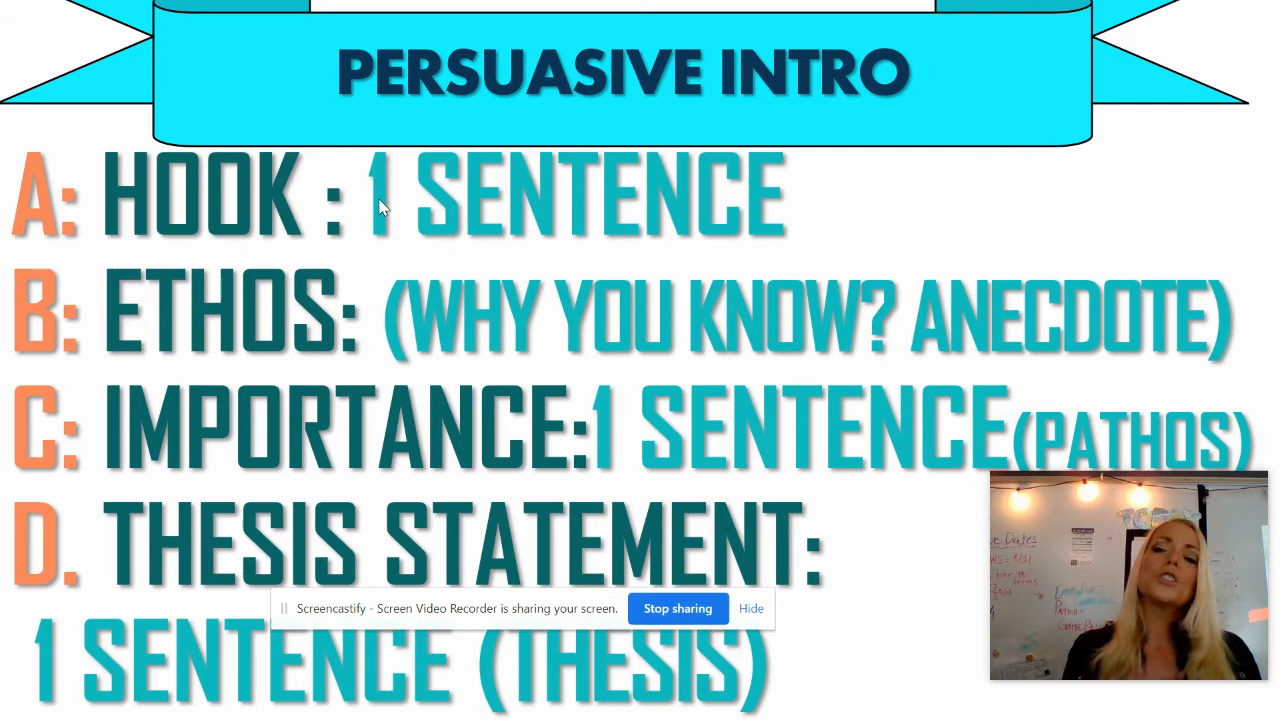 PERSUASIVE INTRO
A: HOOK : 1 SENTENCE
B: ETHOS: (WHY YOU KNOW? ANECDOTE)
C: IMPORTANCE:1 SENTENCE(PATHOS)
D. THESIS STATEMENT:
Screencastify - Screen Video Recorder is sharing your screen. Stop sharing Hide
1 SENTENCE (THESIS)